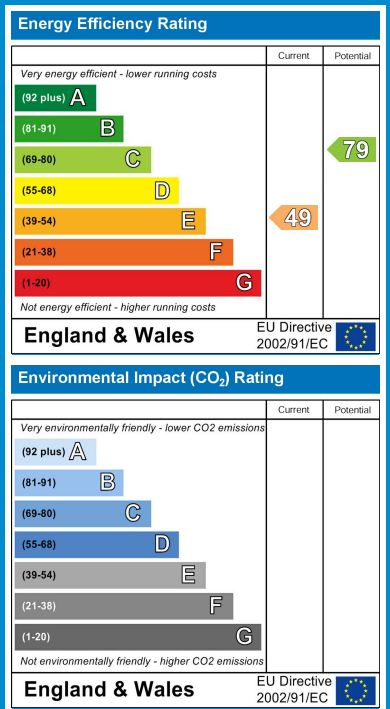 Energy Efficiency Rating
Current Potential
Very energy efficient - lower running costs
(92 plus) A
(81-91) B
(69-80) C
79
(55-68) D
(39-54) E
49
(21-38) F
(1-20) G
Not energy efficient - higher running costs
England & Wales
EU Directive
2002/91/EC
Environmental Impact (CO₂) Rating
Current Potential
Very environmentally friendly - lower CO2 emissions
(92 plus) A
(81-91) B
(69-80) C
(55-68) D
(39-54) E
(21-38) F
(1-20) G
Not environmentally friendly - higher CO2 emissions
England & Wales
EU Directive
2002/91/EC